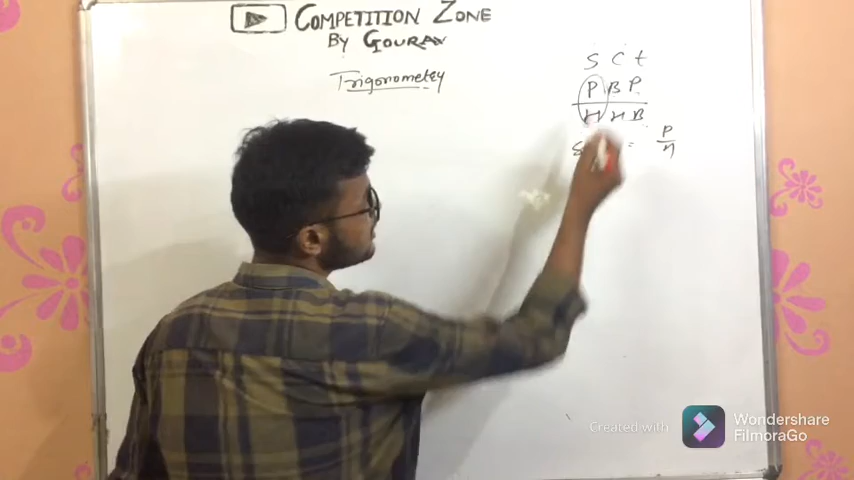 COMPETITION ZONE
BY GOURAV
Trigonometry
S C t
P B P
H H B
= P
H
Created with
Wondershare
FilmoraGo